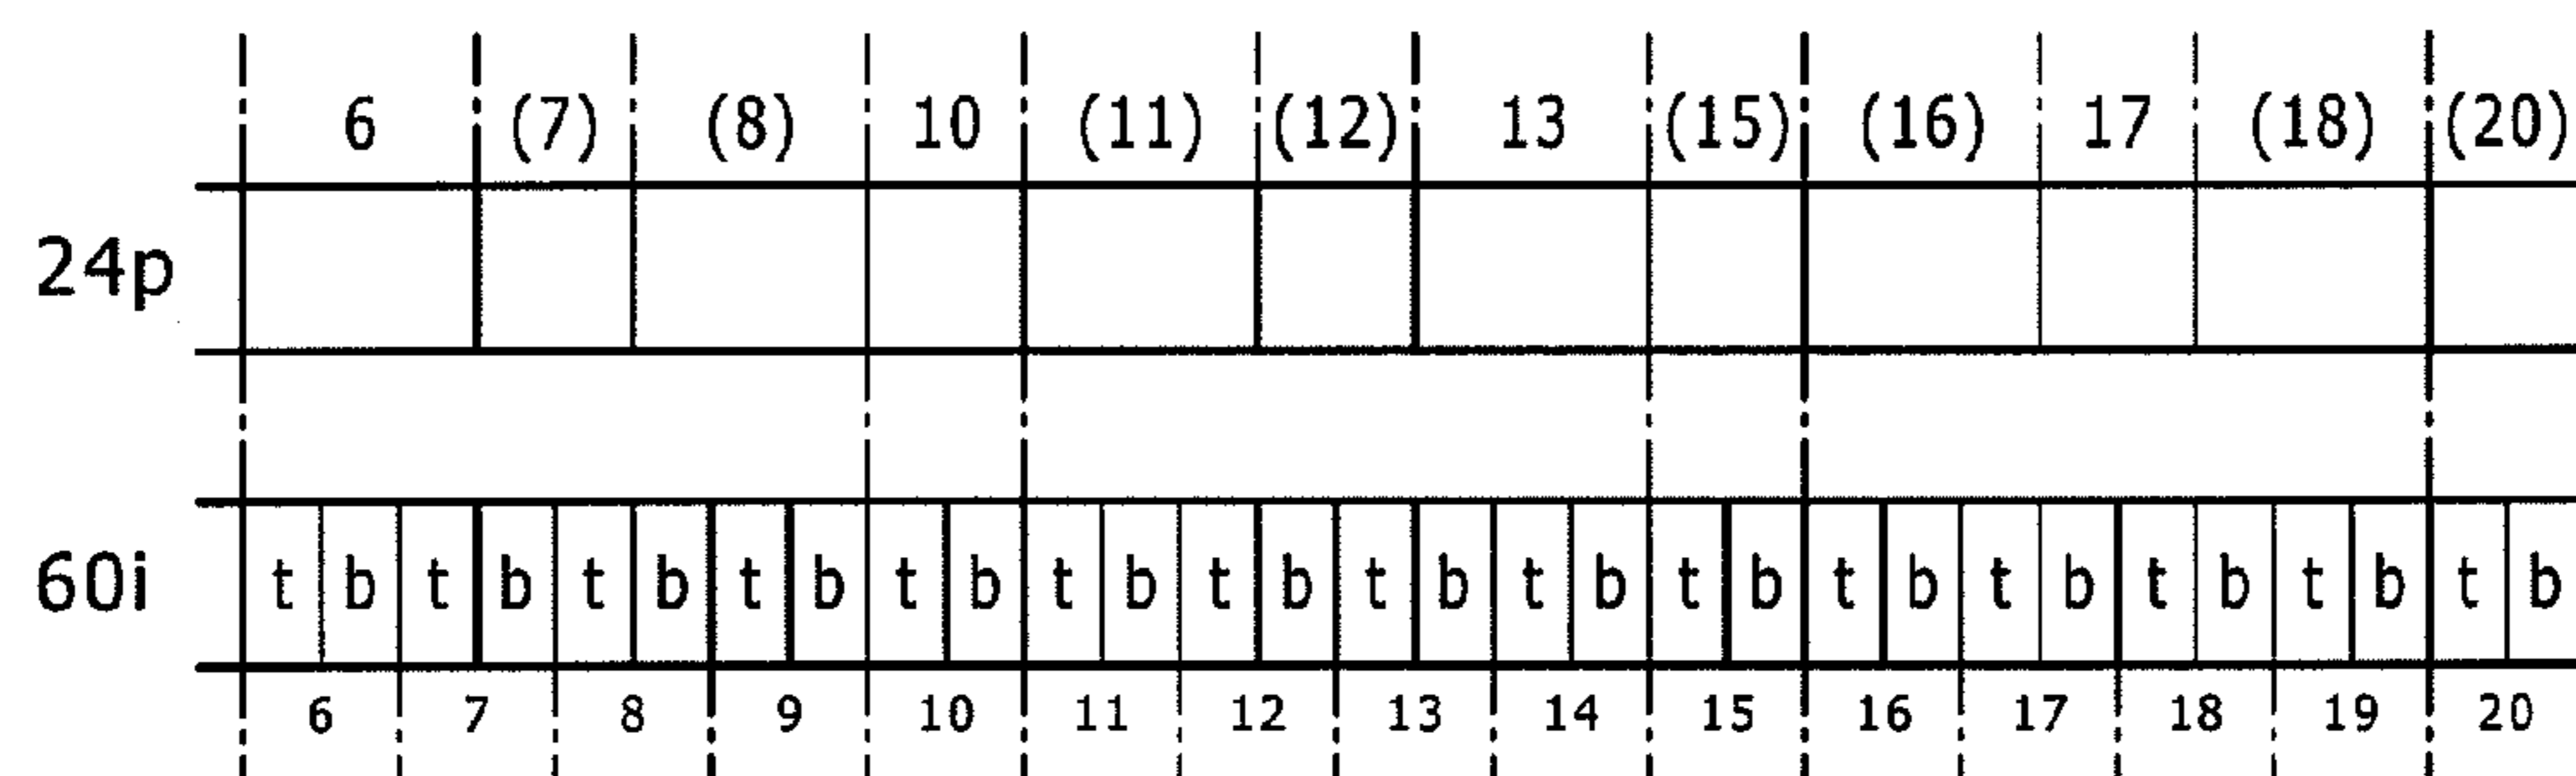 6 (7) (8) 10 (11) (12) 13 (15) (16) 17 (18) (20)
24p
60i t b t b t b t b t b t b t b t b t b t b t b t b t b t b t b
6 7 8 9 10 11 12 13 14 15 16 17 18 19 20